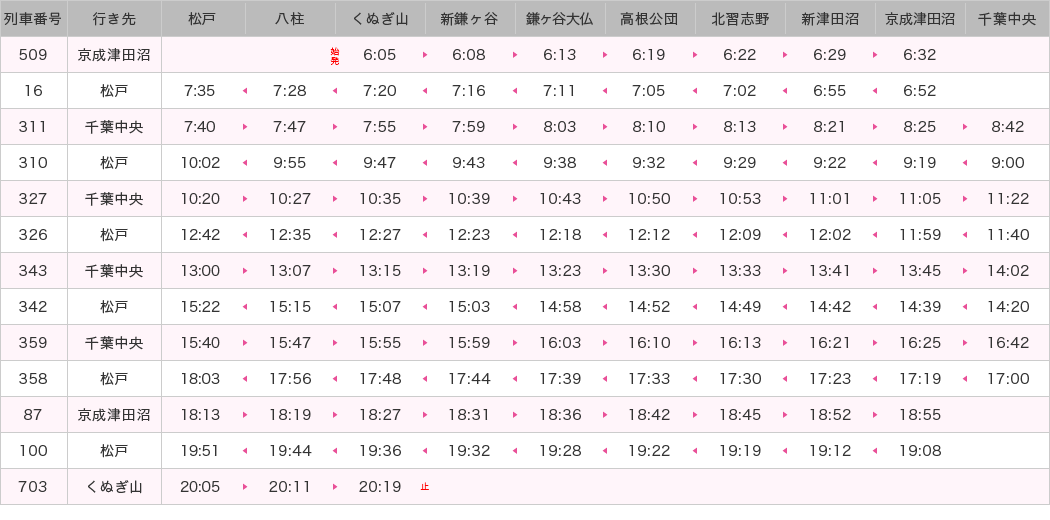 列車番号 行き先 松戸 八柱 くぬぎ山 新鎌ヶ谷 鎌ヶ谷大仏 高根公団 北習志野 新津田沼 京成津田沼 千葉中央
509 京成津田沼 始発 6:05 6:08 6:13 6:19 6:22 6:29 6:32
16 松戸 7:35 7:28 7:20 7:16 7:11 7:05 7:02 6:55 6:52
311 千葉中央 7:40 7:47 7:55 7:59 8:03 8:10 8:13 8:21 8:25 8:42
310 松戸 10:02 9:55 9:47 9:43 9:38 9:32 9:29 9:22 9:19 9:00
327 千葉中央 10:20 10:27 10:35 10:39 10:43 10:50 10:53 11:01 11:05 11:22
326 松戸 12:42 12:35 12:27 12:23 12:18 12:12 12:09 12:02 11:59 11:40
343 千葉中央 13:00 13:07 13:15 13:19 13:23 13:30 13:33 13:41 13:45 14:02
342 松戸 15:22 15:15 15:07 15:03 14:58 14:52 14:49 14:42 14:39 14:20
359 千葉中央 15:40 15:47 15:55 15:59 16:03 16:10 16:13 16:21 16:25 16:42
358 松戸 18:03 17:56 17:48 17:44 17:39 17:33 17:30 17:23 17:19 17:00
87 京成津田沼 18:13 18:19 18:27 18:31 18:36 18:42 18:45 18:52 18:55
100 松戸 19:51 19:44 19:36 19:32 19:28 19:22 19:19 19:12 19:08
703 くぬぎ山 20:05 20:11 20:19 止